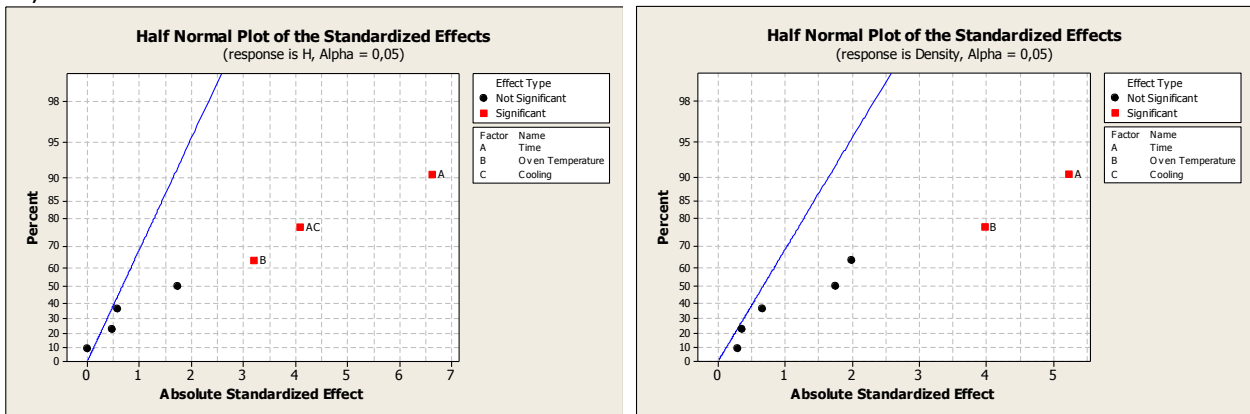 Half Normal Plot of the Standardized Effects
(response is H, Alpha = 0,05)
Percent
98
95
90
85
80
70
60
50
40
30
20
10
0
A
AC
B
0 1 2 3 4 5 6 7
Absolute Standardized Effect
Effect Type
Not Significant
Significant
Factor Name
A Time
B Oven Temperature
C Cooling
Half Normal Plot of the Standardized Effects
(response is Density, Alpha = 0,05)
Percent
98
95
90
85
80
70
60
50
40
30
20
10
0
A
B
0 1 2 3 4 5
Absolute Standardized Effect
Effect Type
Not Significant
Significant
Factor Name
A Time
B Oven Temperature
C Cooling